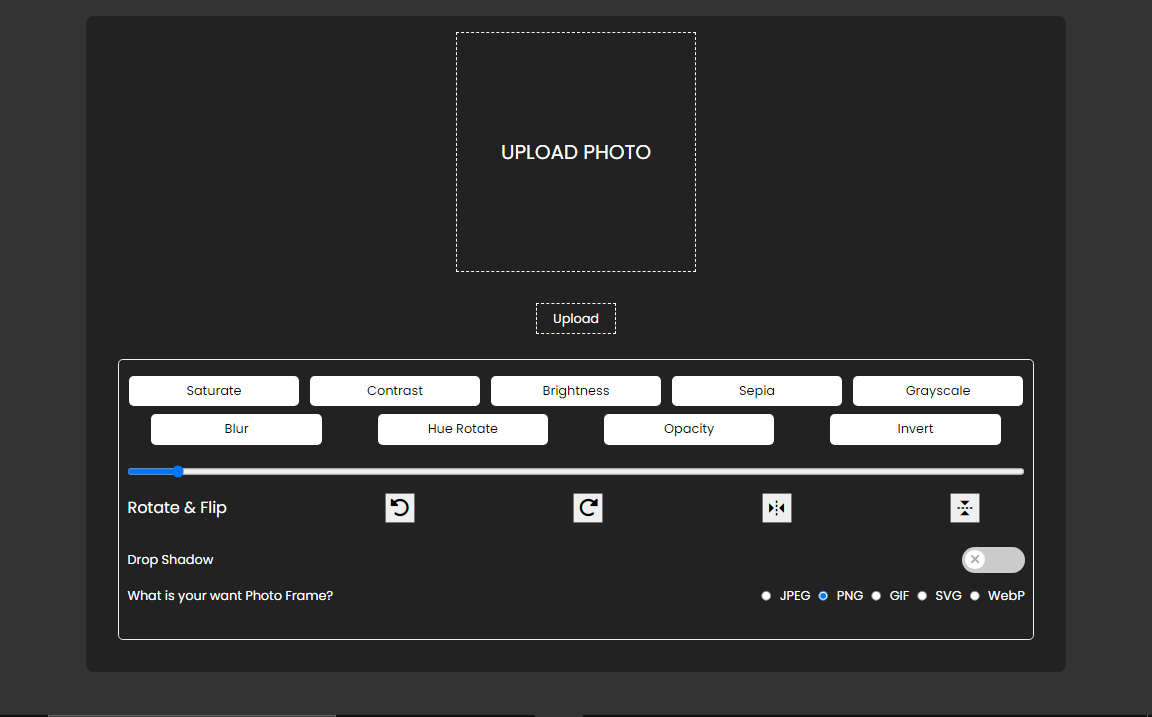 UPLOAD PHOTO
Upload
Saturate Contrast Brightness Sepia Grayscale
Blur Hue Rotate Opacity Invert
Rotate & Flip
Drop Shadow
What is your want Photo Frame? JPEG PNG GIF SVG WebP